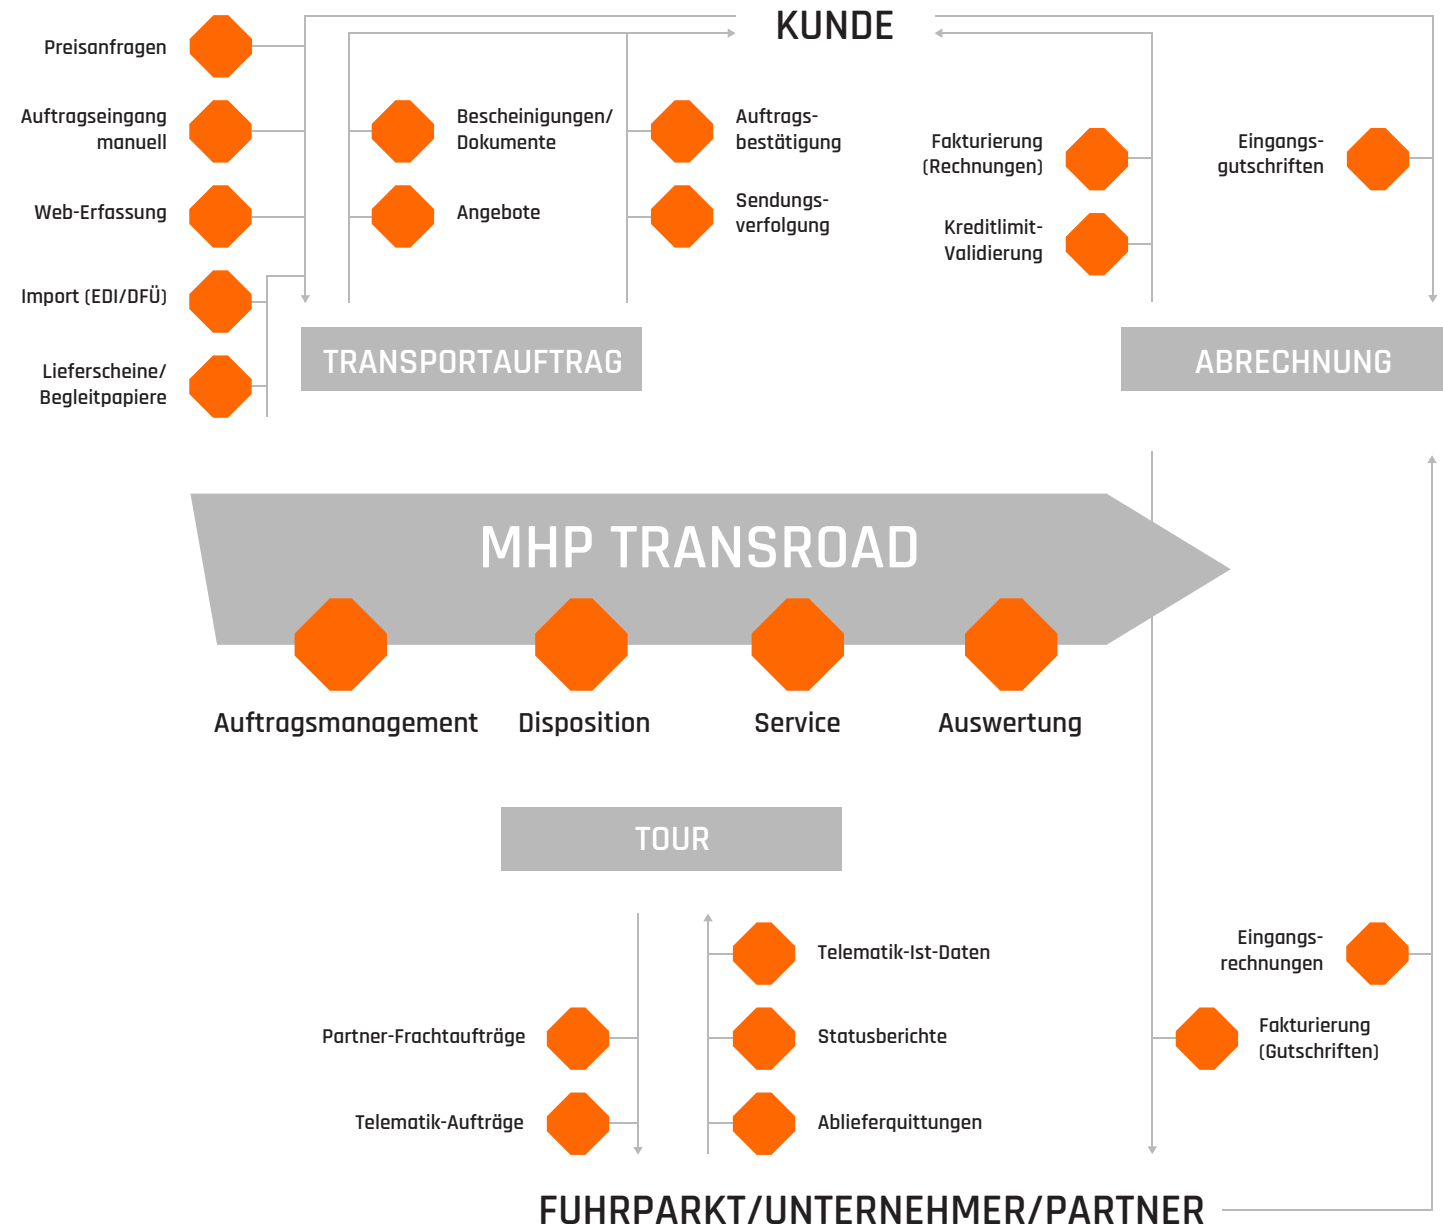 KUNDE
Preisanfragen
Auftragseingang
manuell
Web-Erfassung
Import (EDI/DFÜ)
Lieferscheine/
Begleitpapiere
Bescheinigungen/
Dokumente
Angebote
Auftrags-
bestätigung
Sendungs-
verfolgung
Fakturierung
(Rechnungen)
Kreditlimit-
Validierung
Eingangs-
gutschriften
TRANSPORTAUFTRAG
ABRECHNUNG
MHP TRANSROAD
Auftragsmanagement
Disposition
Service
Auswertung
TOUR
Partner-Frachtaufträge
Telematik-Aufträge
Telematik-Ist-Daten
Statusberichte
Ablieferquittungen
Eingangs-
rechnungen
Fakturierung
(Gutschriften)
FUHRPARKT/UNTERNEHMER/PARTNER